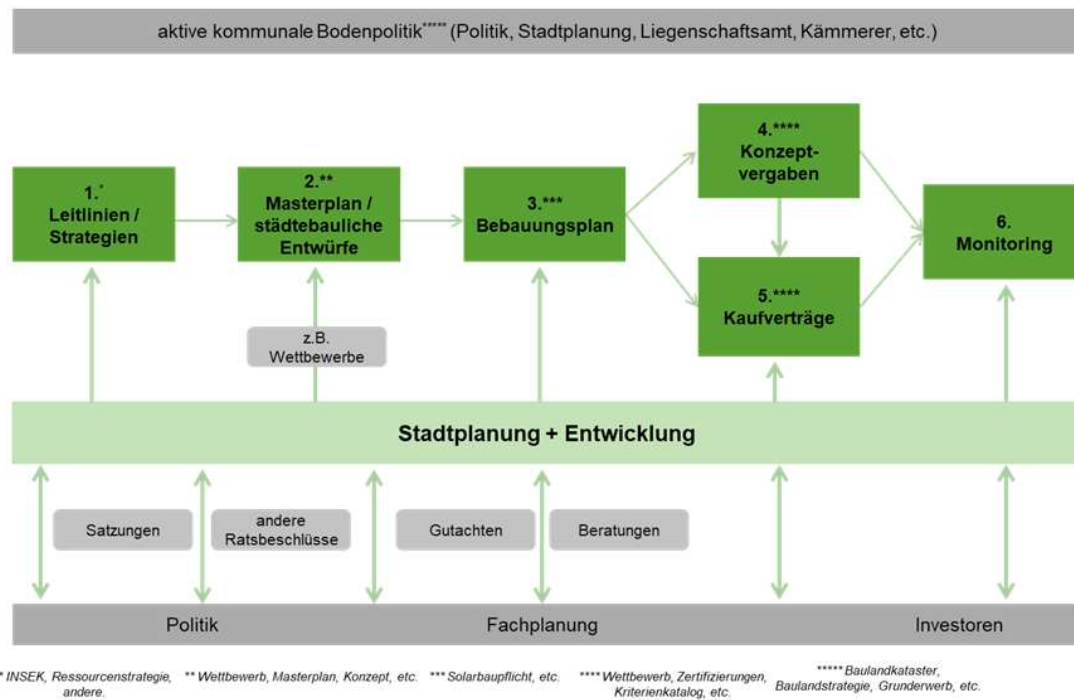 aktive kommunale Bodenpolitik***** (Politik, Stadtplanung, Liegenschaftsamt, Kämmerer, etc.)
1.*
Leitlinien /
Strategien
2.**
Masterplan /
städtebauliche
Entwürfe
3.***
Bebauungsplan
4.****
Konzept-
vergaben
5.****
Kaufverträge
6.
Monitoring
z.B.
Wettbewerbe
Stadtplanung + Entwicklung
Satzungen
andere
Ratsbeschlüsse
Gutachten
Beratungen
Politik
Fachplanung
Investoren
* INSEK, Ressourcenstrategie,
andere.
** Wettbewerb, Masterplan, Konzept, etc.
*** Solarbaupflicht, etc.
**** Wettbewerb, Zertifizierungen,
Kriterienkatalog, etc.
***** Baulandkataster,
Baulandstrategie, Grunderwerb, etc.